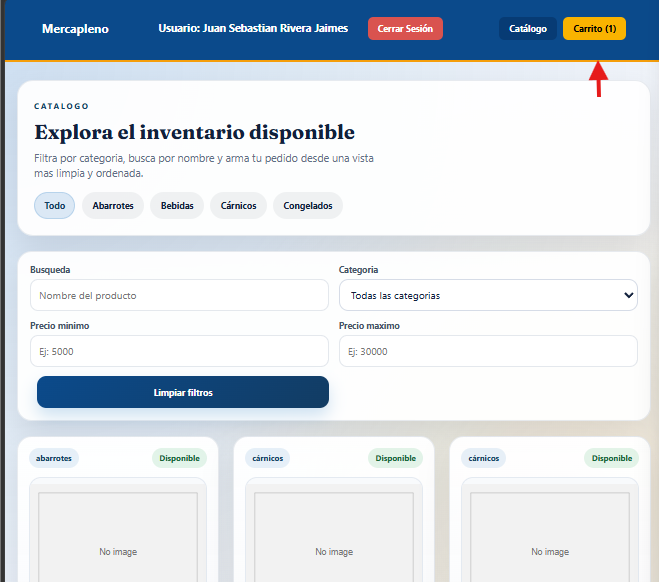 Mercapleno
Usuario: Juan Sebastian Rivera Jaimes
Cerrar Sesión
Catálogo
Carrito (1)
CATALOGO
Explora el inventario disponible
Filtra por categoria, busca por nombre y arma tu pedido desde una vista
mas limpia y ordenada.
Todo
Abarrotes
Bebidas
Cárnicos
Congelados
Busqueda
Categoria
Nombre del producto
Todas las categorias
Precio minimo
Precio maximo
Ej: 5000
Ej: 30000
Limpiar filtros
abarrotes
Disponible
cárnicos
Disponible
cárnicos
Disponible
No image
No image
No image